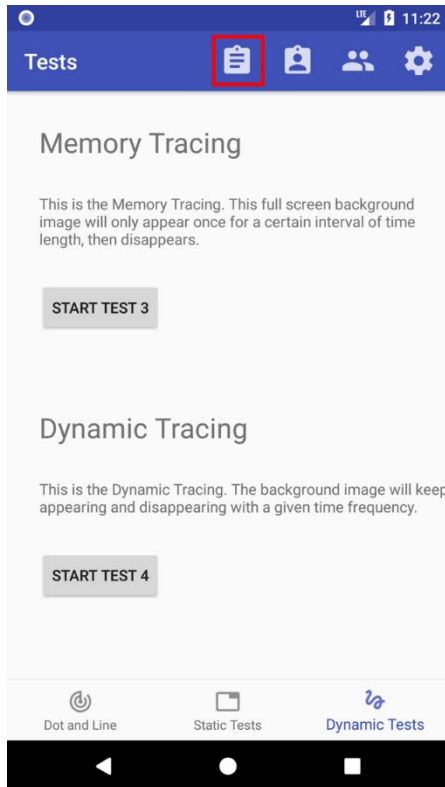 LTE 11:22
Tests
Memory Tracing
This is the Memory Tracing. This full screen background
image will only appear once for a certain interval of time
length, then disappears.
START TEST 3
Dynamic Tracing
This is the Dynamic Tracing. The background image will keep
appearing and disappearing with a given time frequency.
START TEST 4
Dot and Line Static Tests Dynamic Tests